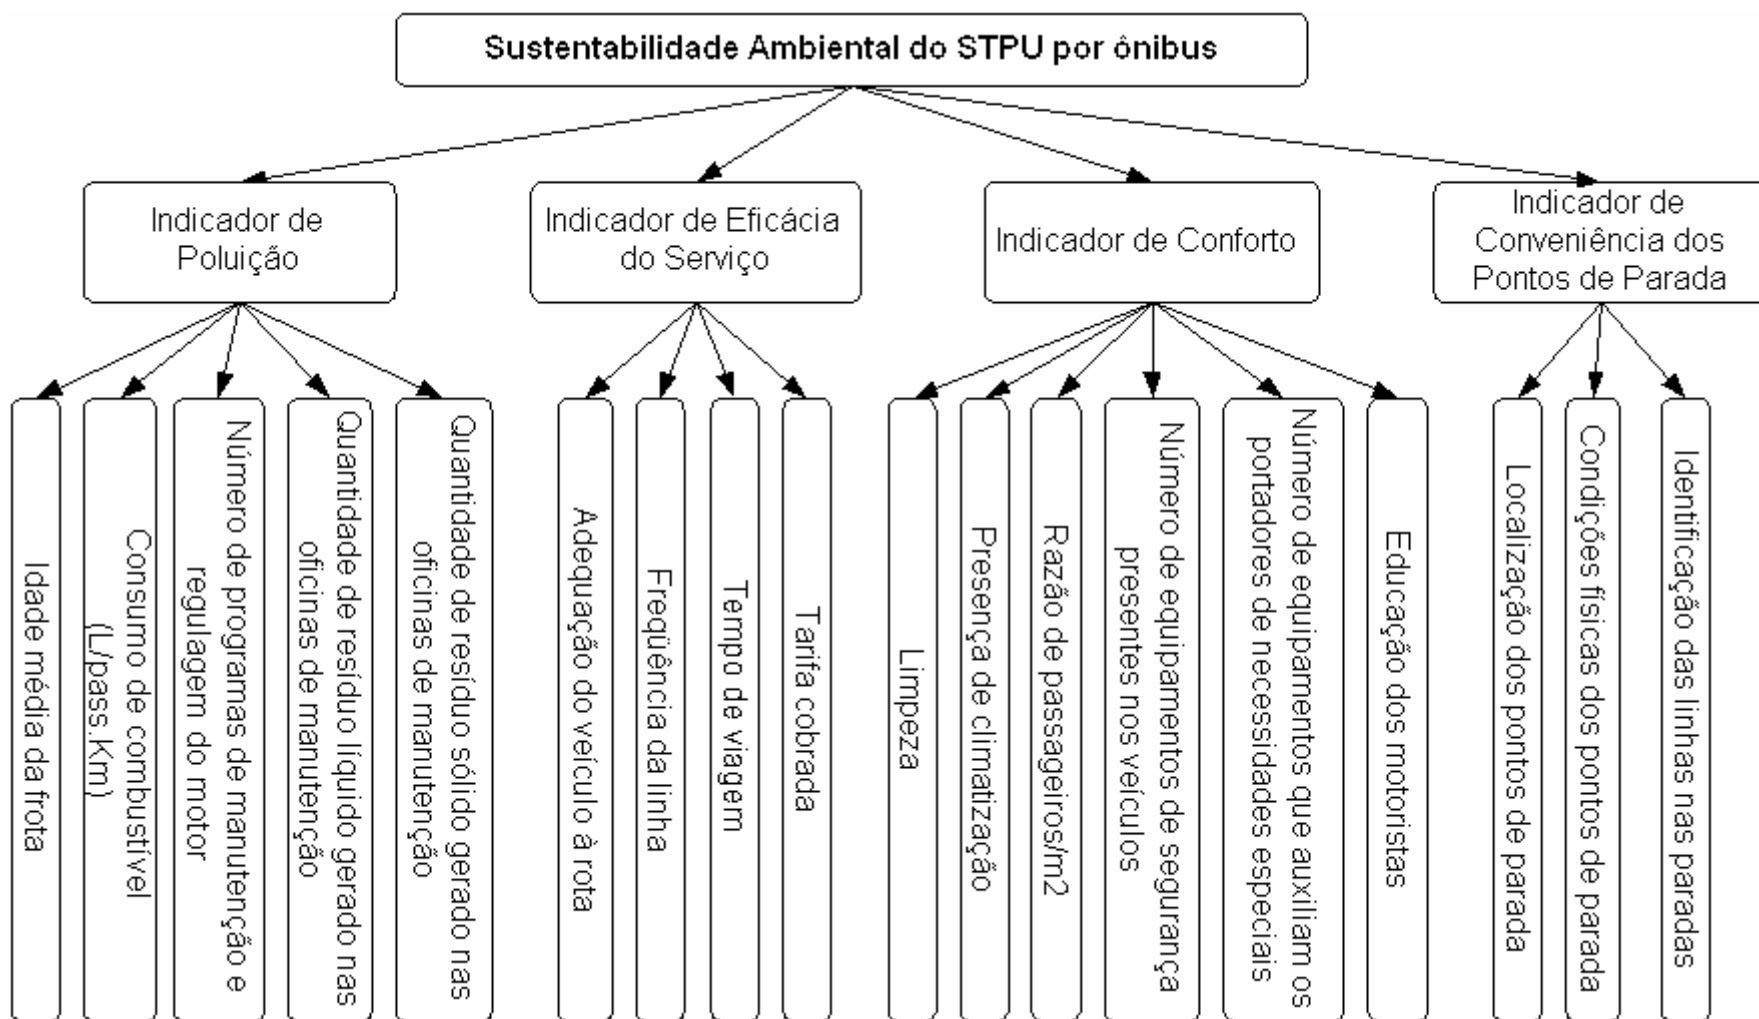 Sustentabilidade Ambiental do STPU por ônibus
Indicador de
Poluição
Indicador de Eficácia
do Serviço
Indicador de Conforto
Indicador de
Conveniência dos
Pontos de Parada
Idade média da frota
Consumo de combustível
(L/pass.Km)
Número de programas de manutenção e
regulagem do motor
Quantidade de resíduo líquido gerado nas
oficinas de manutenção
Quantidade de resíduo sólido gerado nas
oficinas de manutenção
Adequação do veículo à rota
Freqüência da linha
Tempo de viagem
Tarifa cobrada
Limpeza
Presença de climatização
Razão de passageiros/m2
Número de equipamentos de segurança
presentes nos veículos
Número de equipamentos que auxiliam os
portadores de necessidades especiais
Educação dos motoristas
Localização dos pontos de parada
Condições físicas dos pontos de parada
Identificação das linhas nas paradas